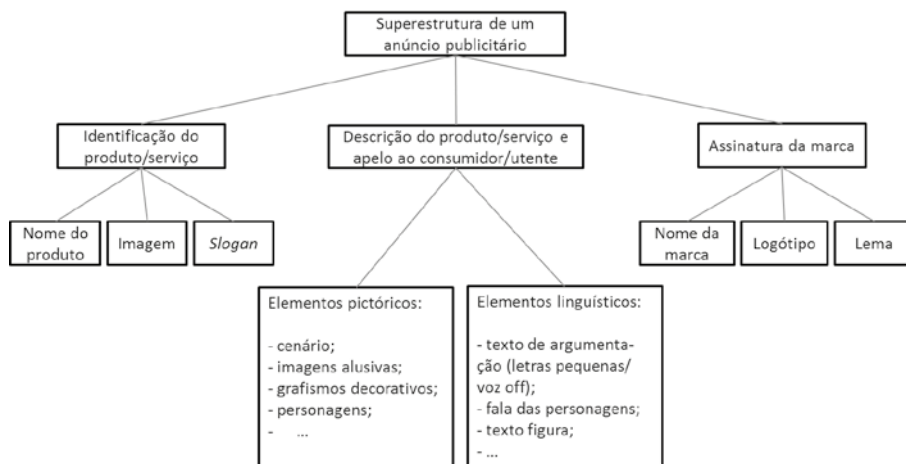 Superestrutura de um
anúncio publicitário
Identificação do
produto/serviço
Descrição do produto/serviço e
apelo ao consumidor/utente
Assinatura da marca
Nome do
produto
Imagem
Slogan
Nome da
marca
Logótipo
Lema
Elementos pictóricos:
- cenário;
- imagens alusivas;
- grafismos decorativos;
- personagens;
- ...
Elementos linguísticos:
- texto de argumenta-
ção (letras pequenas/
voz off);
- fala das personagens;
- texto figura;
- ...